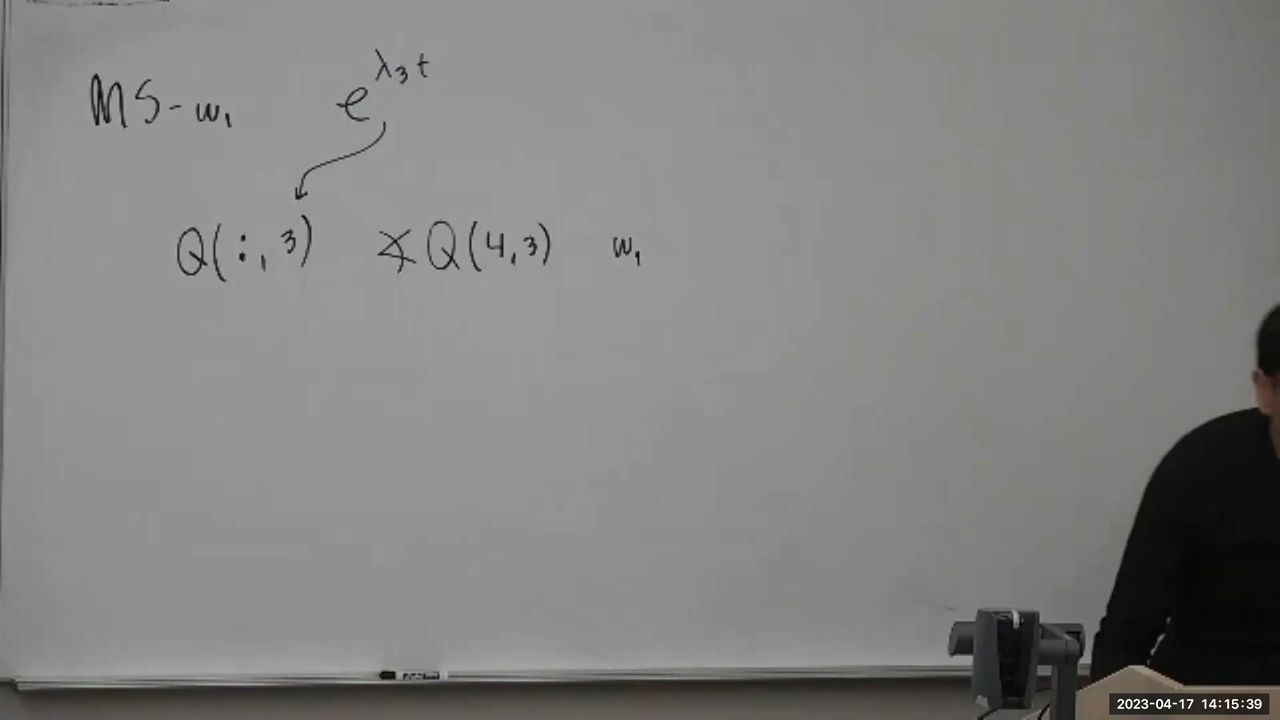 MS-w₁ e^{λ₃t}
Q(:,3) ∡Q(4,3) w₁
2023-04-17 14:15:39